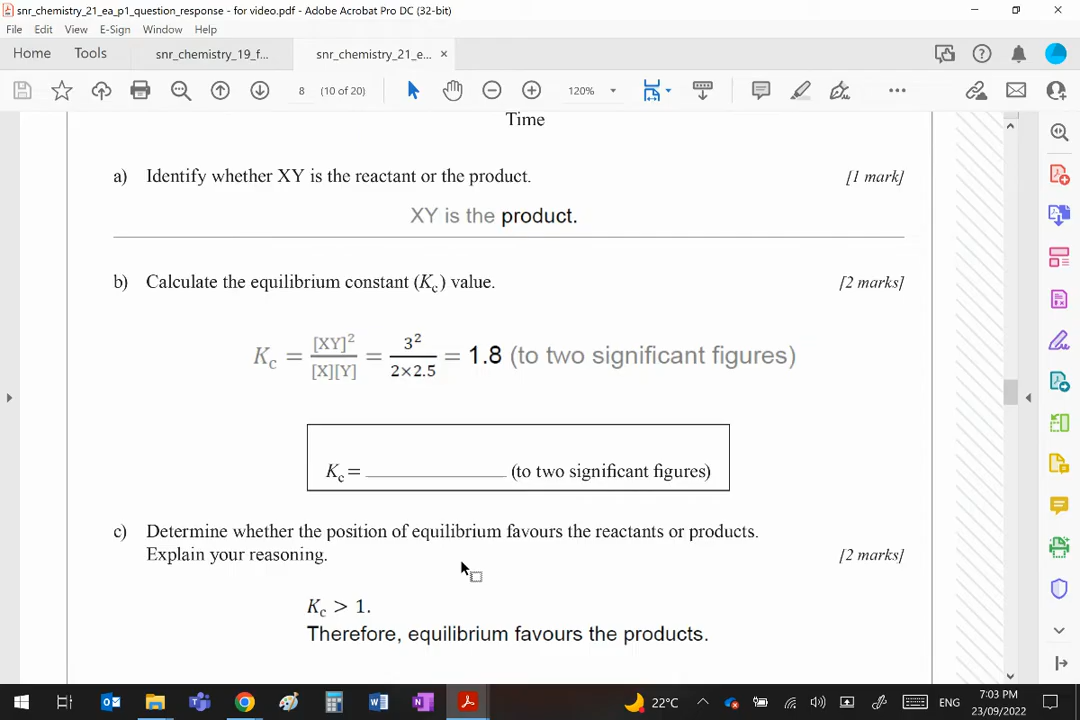 snr_chemistry_21_ea_p1_question_response - for video.pdf - Adobe Acrobat Pro DC (32-bit)
File Edit View E-Sign Window Help
Home Tools snr_chemistry_19_f... snr_chemistry_21_e... ×
8 (10 of 20) 120%
Time
a) Identify whether XY is the reactant or the product. [1 mark]
XY is the product.
b) Calculate the equilibrium constant (Kc) value. [2 marks]
Kc = [XY]²/[X][Y] = 3²/2×2.5 = 1.8 (to two significant figures)
Kc = ____________ (to two significant figures)
c) Determine whether the position of equilibrium favours the reactants or products.
Explain your reasoning. [2 marks]
Kc > 1.
Therefore, equilibrium favours the products.
22°C ENG 7:03 PM
23/09/2022